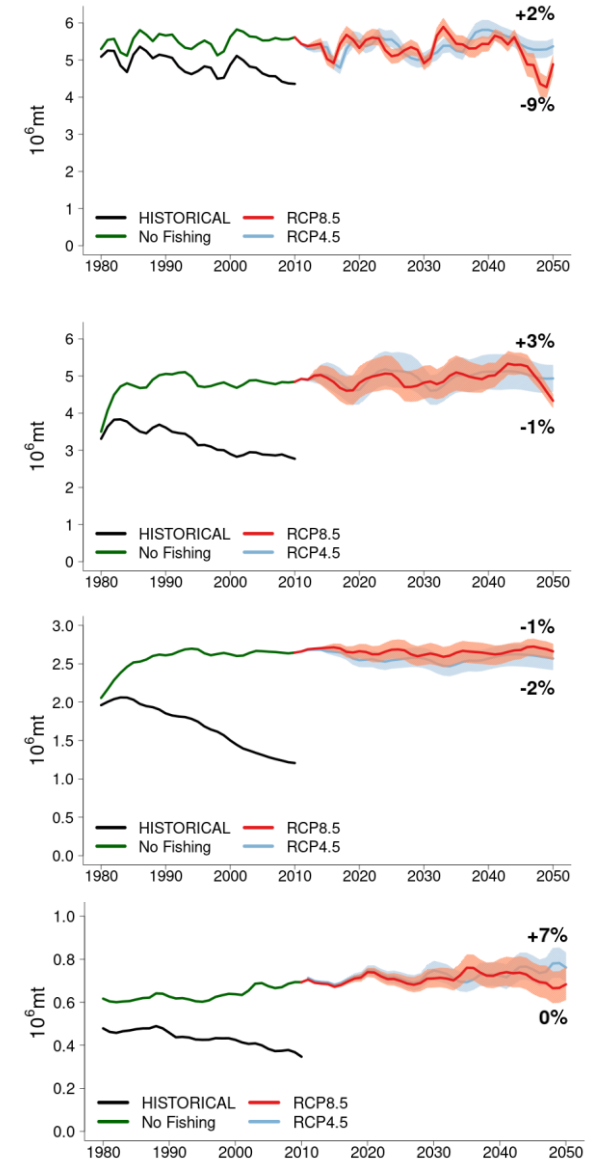 +2%
6
5
4
-9%
3
2
1
0
10⁶mt
HISTORICAL RCP8.5
No Fishing RCP4.5
1980 1990 2000 2010 2020 2030 2040 2050
+3%
6
5
4
-1%
3
2
1
0
10⁶mt
HISTORICAL RCP8.5
No Fishing RCP4.5
1980 1990 2000 2010 2020 2030 2040 2050
-1%
3.0
2.5
-2%
2.0
1.5
1.0
0.5
0.0
10⁶mt
HISTORICAL RCP8.5
No Fishing RCP4.5
1980 1990 2000 2010 2020 2030 2040 2050
1.0
+7%
0.8
0.6
0%
0.4
0.2
0.0
10⁶mt
HISTORICAL RCP8.5
No Fishing RCP4.5
1980 1990 2000 2010 2020 2030 2040 2050